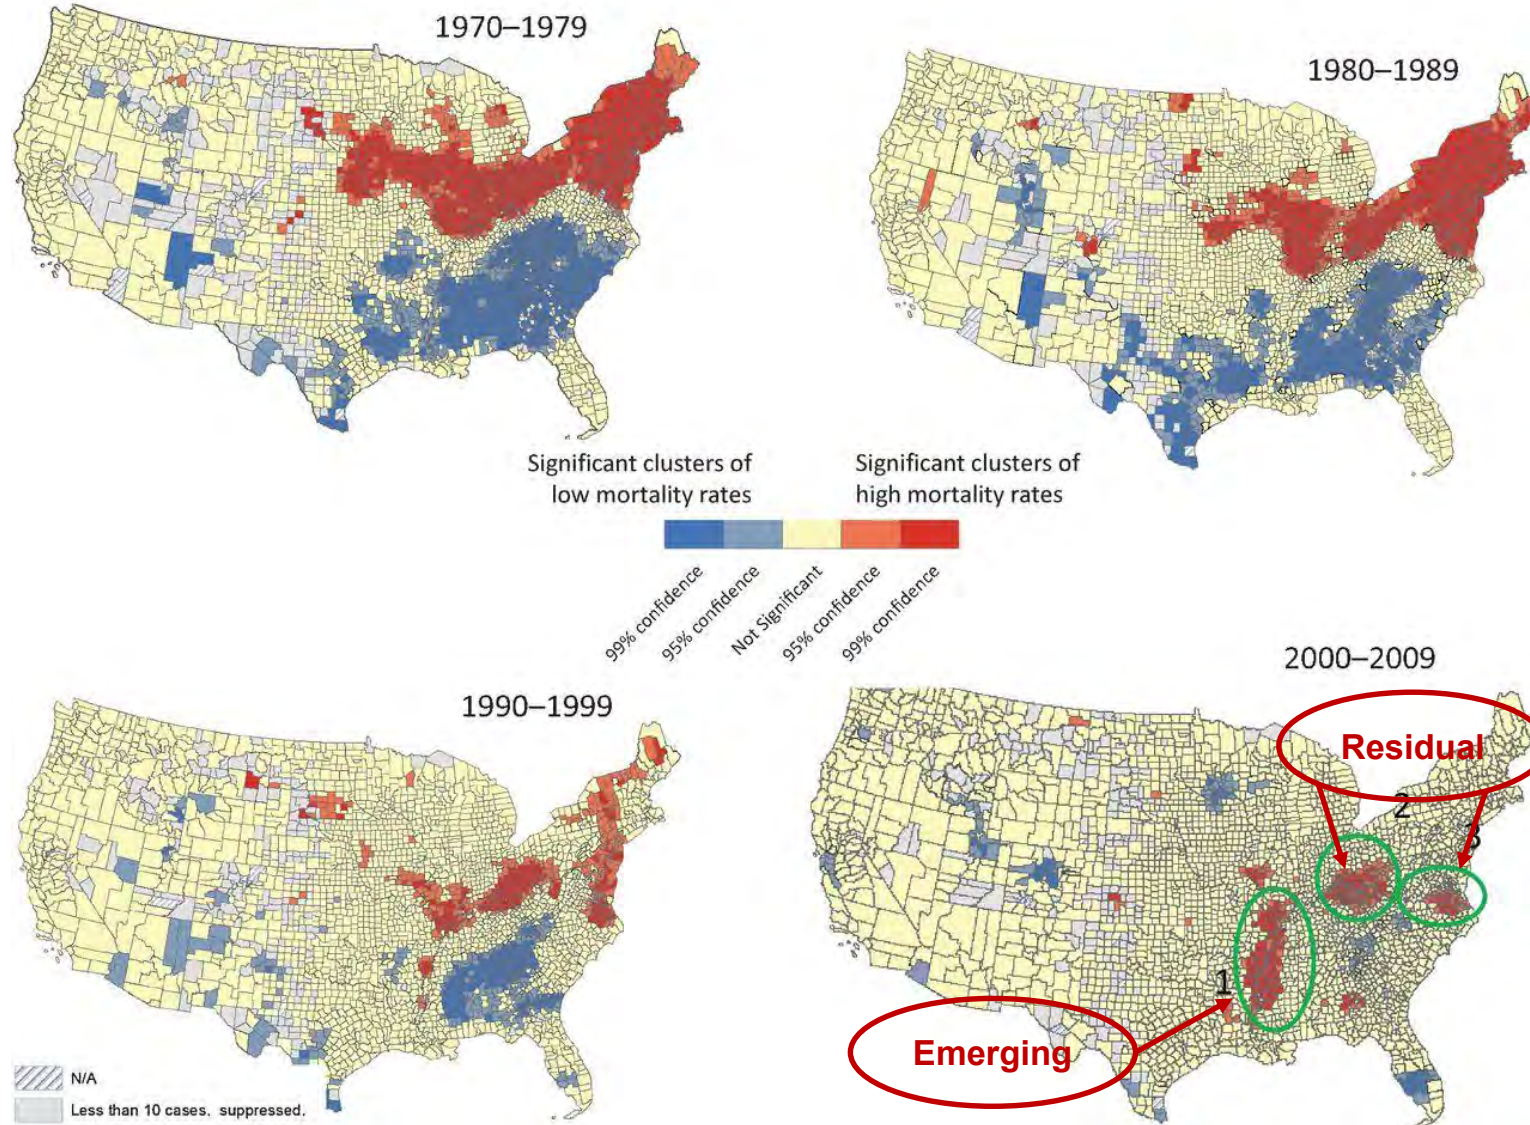 1970–1979
1980–1989
Significant clusters of
low mortality rates
Significant clusters of
high mortality rates
99% confidence
95% confidence
Not Significant
95% confidence
99% confidence
1990–1999
2000–2009
Residual
2
3
1
Emerging
N/A
Less than 10 cases. suppressed.